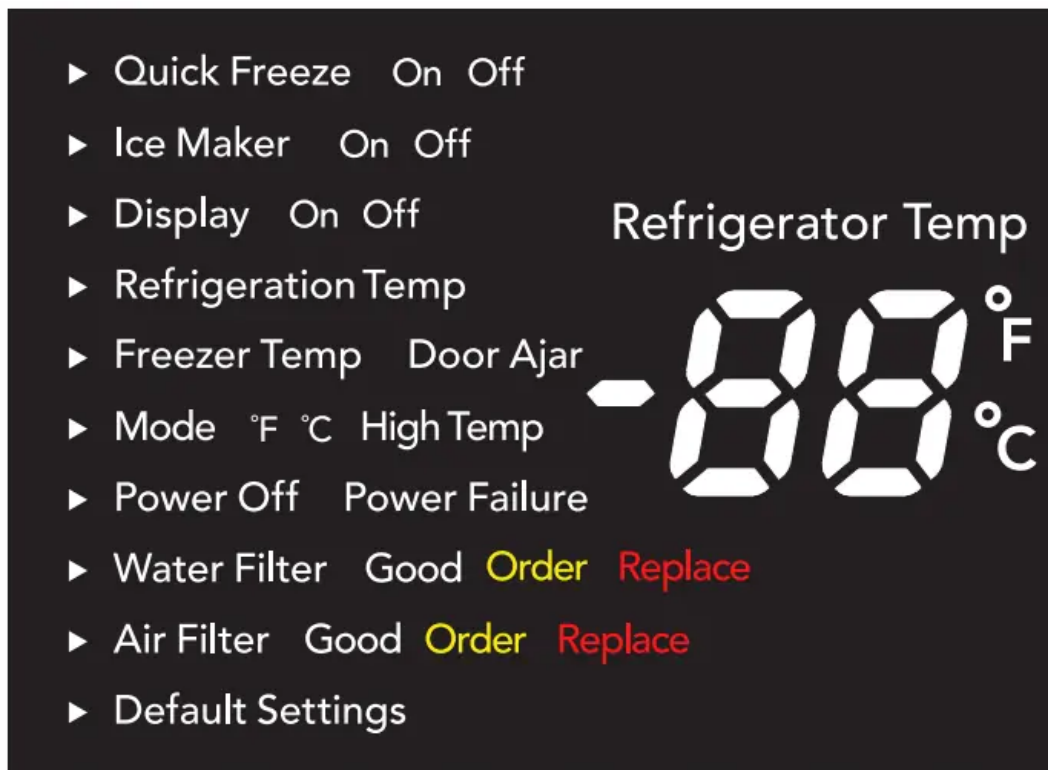 ► Quick Freeze On Off
► Ice Maker On Off
► Display On Off
Refrigerator Temp
► Refrigeration Temp
► Freezer Temp Door Ajar
-88 °F °C
► Mode °F °C High Temp
► Power Off Power Failure
► Water Filter Good Order Replace
► Air Filter Good Order Replace
► Default Settings